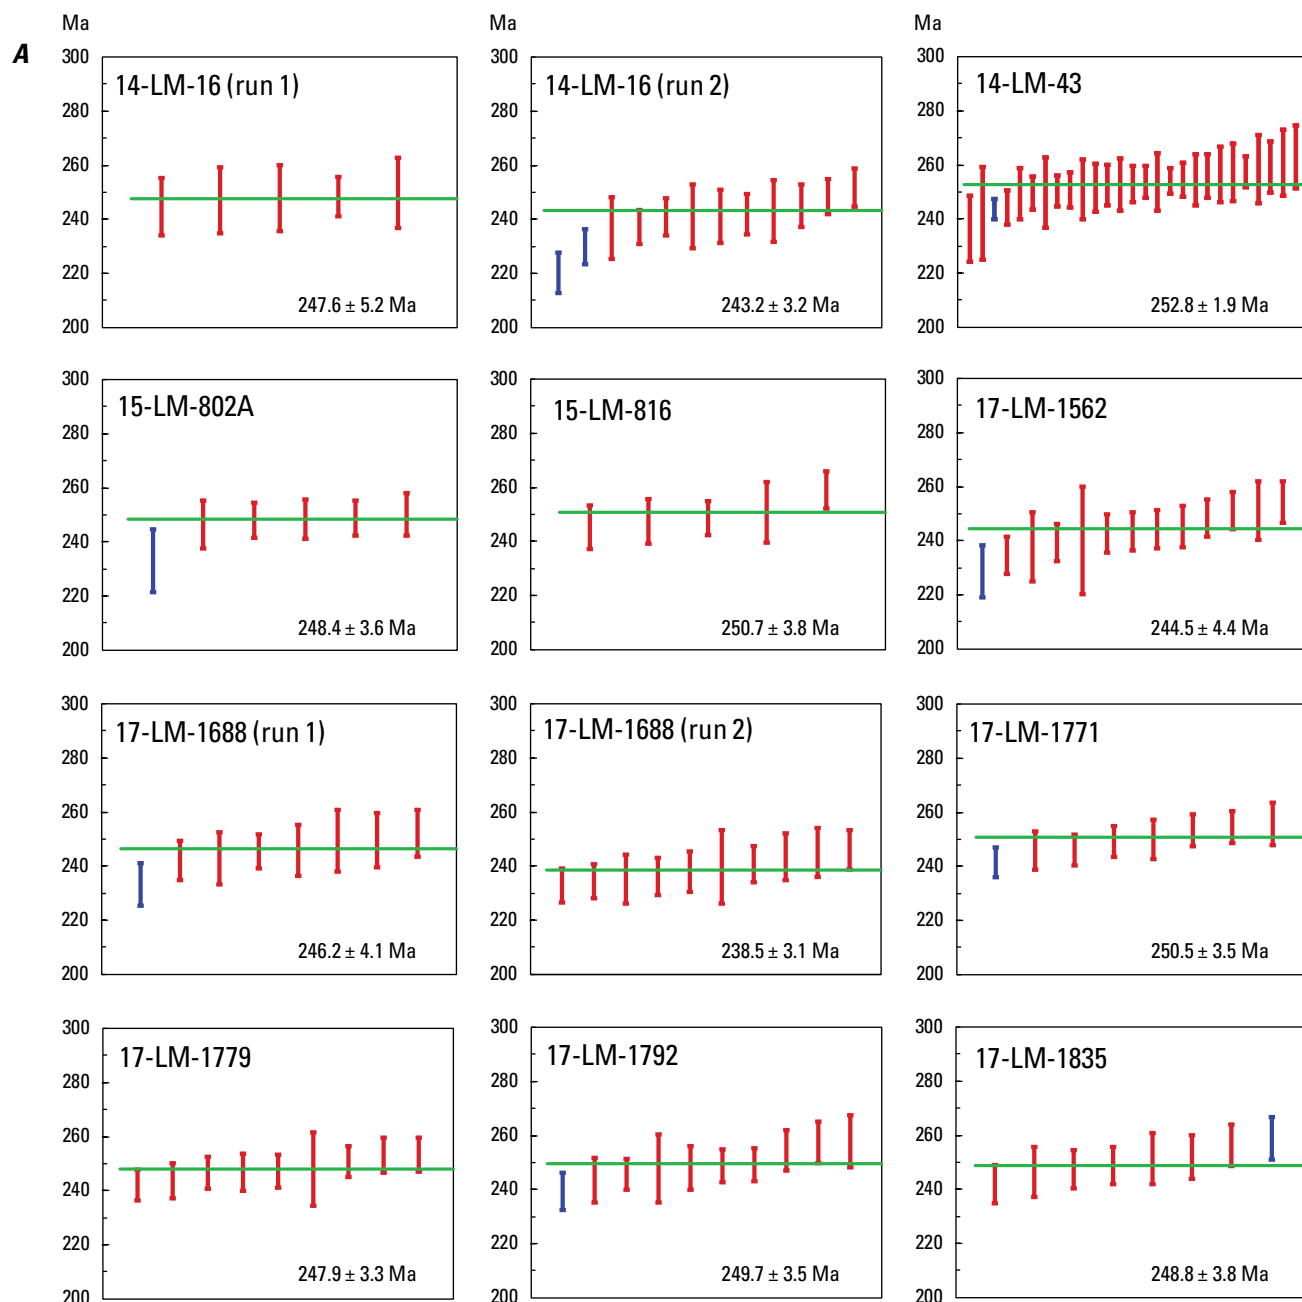 A
Ma
Ma
Ma
300
280
260
240
220
200
14-LM-16 (run 1)
247.6 ± 5.2 Ma
300
280
260
240
220
200
14-LM-16 (run 2)
243.2 ± 3.2 Ma
300
280
260
240
220
200
14-LM-43
252.8 ± 1.9 Ma
300
280
260
240
220
200
15-LM-802A
248.4 ± 3.6 Ma
300
280
260
240
220
200
15-LM-816
250.7 ± 3.8 Ma
300
280
260
240
220
200
17-LM-1562
244.5 ± 4.4 Ma
300
280
260
240
220
200
17-LM-1688 (run 1)
246.2 ± 4.1 Ma
300
280
260
240
220
200
17-LM-1688 (run 2)
238.5 ± 3.1 Ma
300
280
260
240
220
200
17-LM-1771
250.5 ± 3.5 Ma
300
280
260
240
220
200
17-LM-1779
247.9 ± 3.3 Ma
300
280
260
240
220
200
17-LM-1792
249.7 ± 3.5 Ma
300
280
260
240
220
200
17-LM-1835
248.8 ± 3.8 Ma